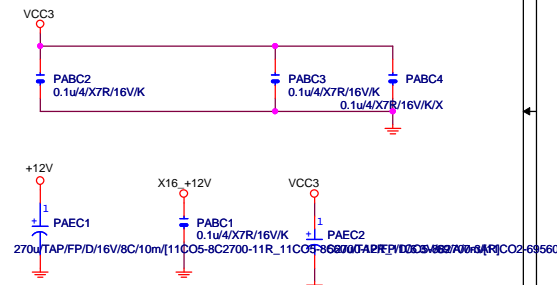 VCC3
PABC2
0.1u/4/X7R/16V/K
PABC3
0.1u/4/X7R/16V/K
PABC4
0.1u/4/X7R/16V/K/X
+12V
X16_+12V
VCC3
1
PAEC1
270u/TAP/FP/D/16V/8C/10m/[11CO5-8C2700-11R_11CO5-
PABC1
0.1u/4/X7R/16V/K
1
PAEC2